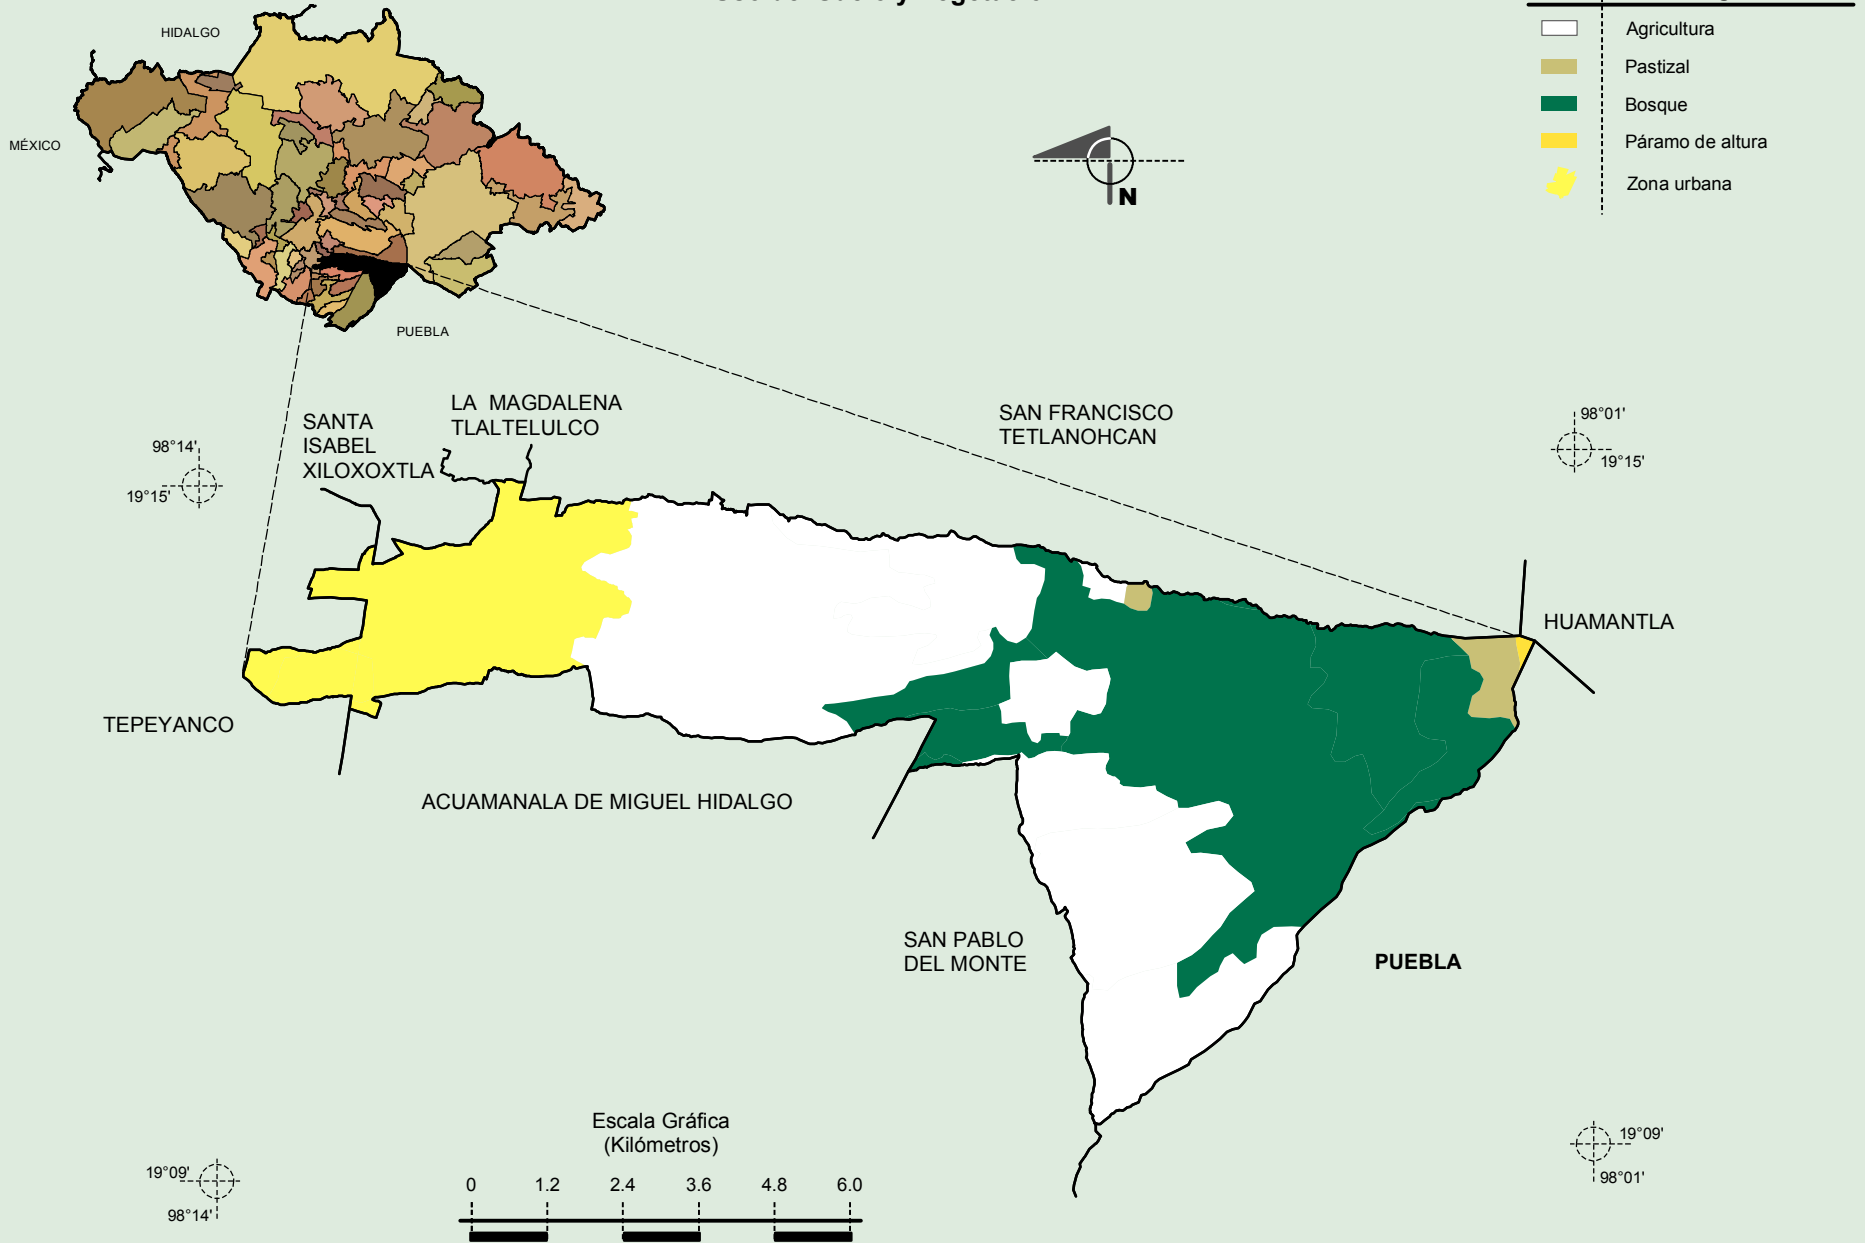 HIDALGO
MÉXICO
PUEBLA
Agricultura
Pastizal
Bosque
Páramo de altura
Zona urbana
N
SANTA
ISABEL
XILOXOXTLA
LA MAGDALENA
TLALTELULCO
SAN FRANCISCO
TETLANOHCAN
98°14'
19°15'
98°01'
19°15'
HUAMANTLA
TEPEYANCO
ACUAMANALA DE MIGUEL HIDALGO
SAN PABLO
DEL MONTE
PUEBLA
Escala Gráfica
(Kilómetros)
0 1.2 2.4 3.6 4.8 6.0
19°09'
98°14'
19°09'
98°01'